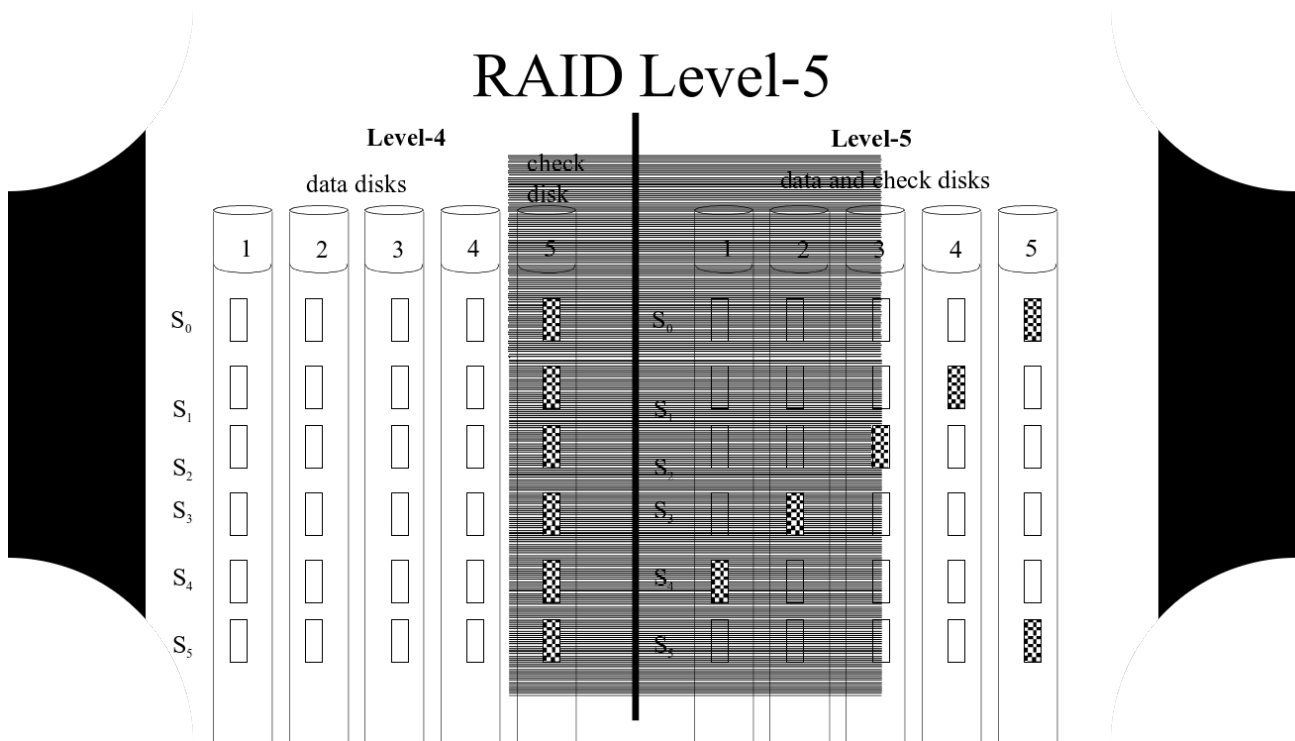 RAID Level-5
Level-4
data disks
check
disk
1 2 3 4 5
S0
S1
S2
S3
S4
S5
Level-5
data and check disks
1 2 3 4 5
S0
S1
S2
S3
S4
S5